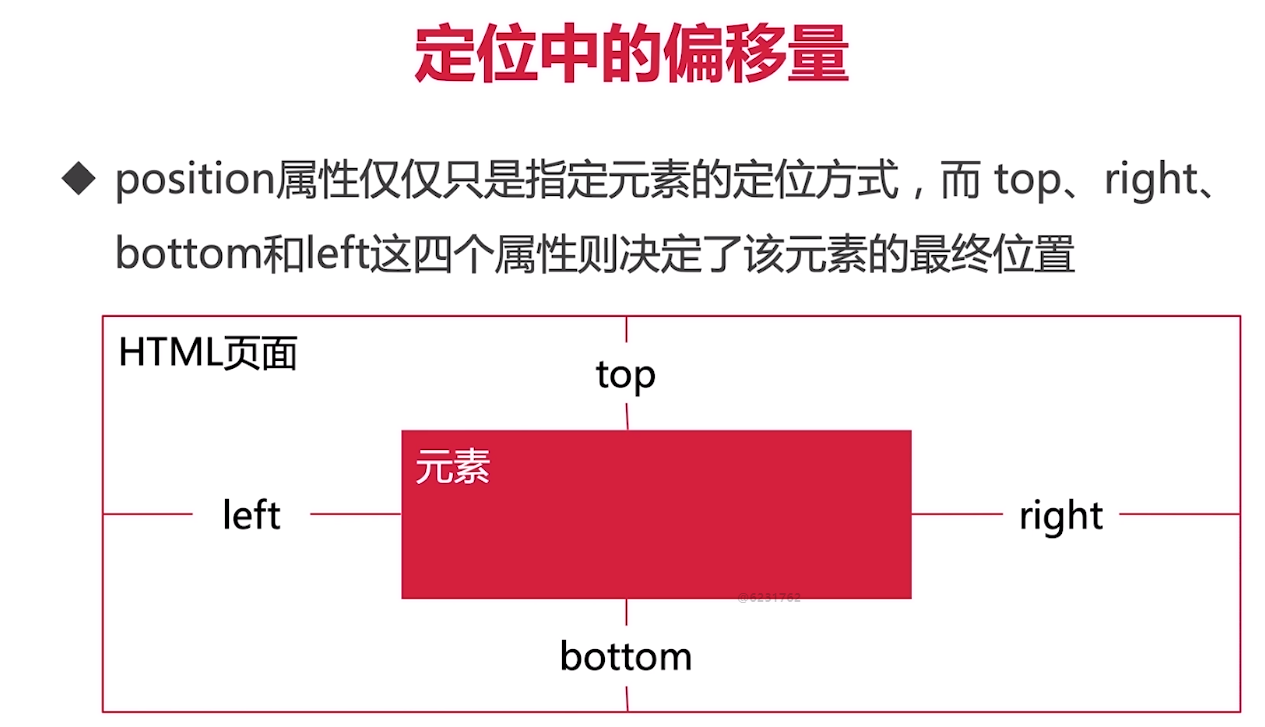 定位中的偏移量
position属性仅仅只是指定元素的定位方式，而 top、right、
bottom和left这四个属性则决定了该元素的最终位置
HTML页面
top
元素
left
right
@6231762
bottom